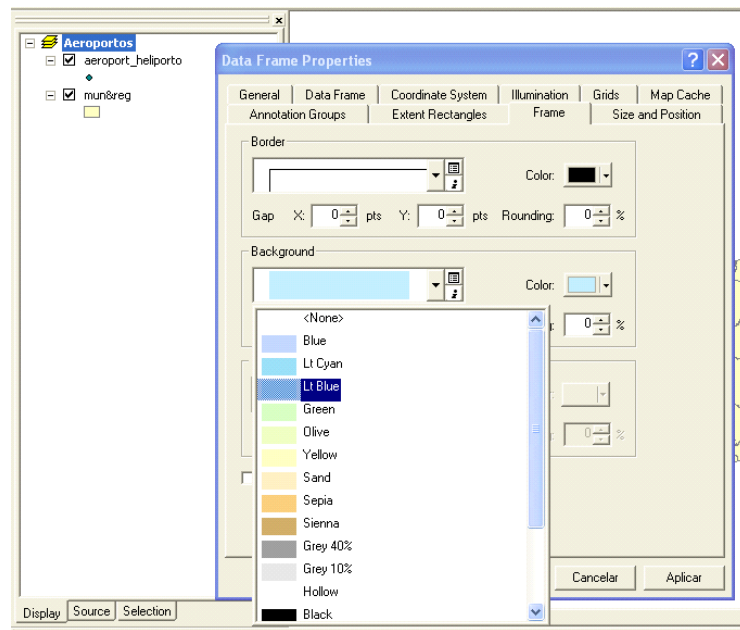 Aeroportos
aeroport_heliporto
mun&reg
Display Source Selection
Data Frame Properties
General Data Frame Coordinate System Illumination Grids Map Cache
Annotation Groups Extent Rectangles Frame Size and Position
Border
Color:
Gap X: 0 pts Y: 0 pts Rounding: 0 %
Background
Color:
0 %
<None>
Blue
Lt Cyan
Lt Blue
Green
Olive
Yellow
Sand
Sepia
Sienna
Grey 40%
Grey 10%
Hollow
Black
0 %
Cancelar Aplicar